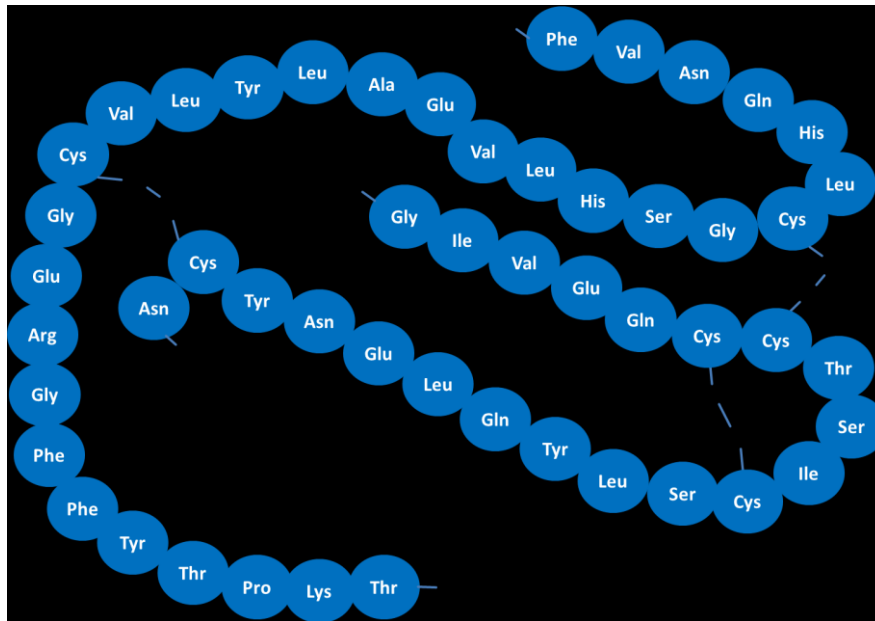 Phe
Val
Asn
Gln
His
Leu
Cys
Gly
Ser
His
Leu
Val
Glu
Ala
Leu
Tyr
Leu
Val
Cys
Gly
Glu
Arg
Gly
Phe
Phe
Tyr
Thr
Pro
Lys
Thr
Gly
Ile
Val
Glu
Gln
Cys
Cys
Thr
Ser
Ile
Cys
Ser
Leu
Tyr
Gln
Leu
Glu
Asn
Tyr
Cys
Asn